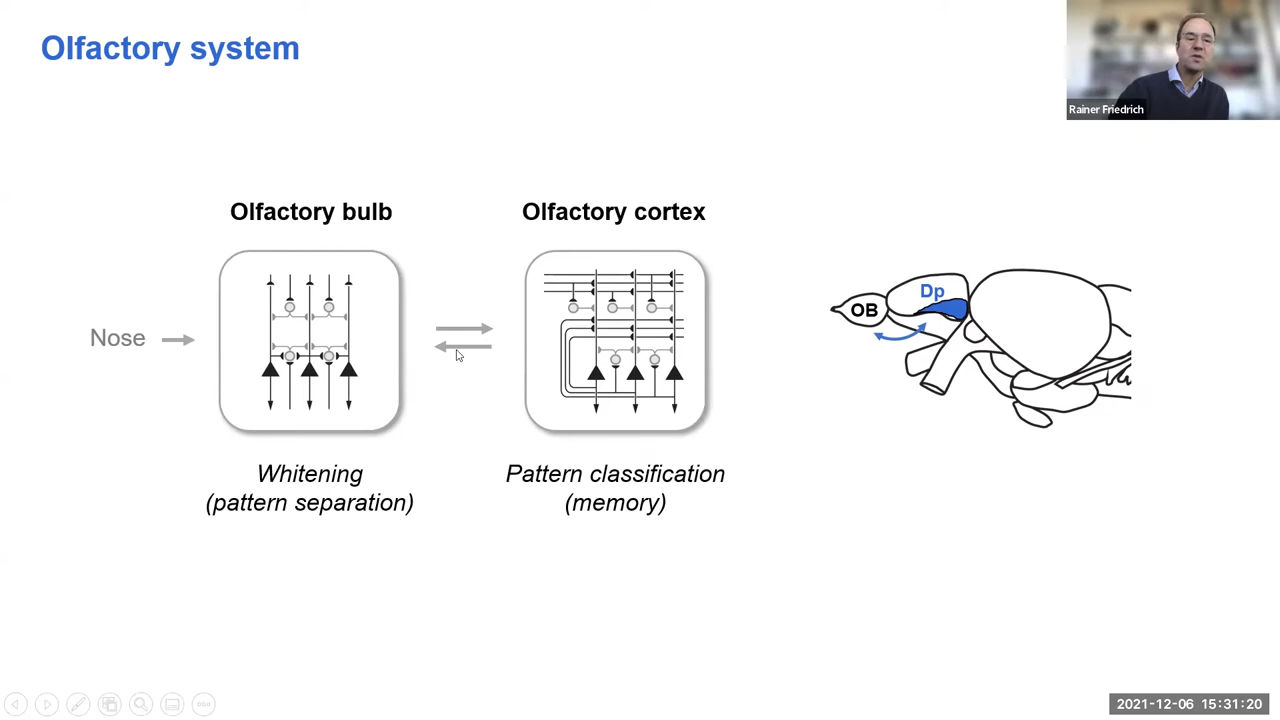 Olfactory system
Rainer Friedrich
Olfactory bulb
Olfactory cortex
Nose
OB
Dp
Whitening
(pattern separation)
Pattern classification
(memory)
2021-12-06 15:31:20